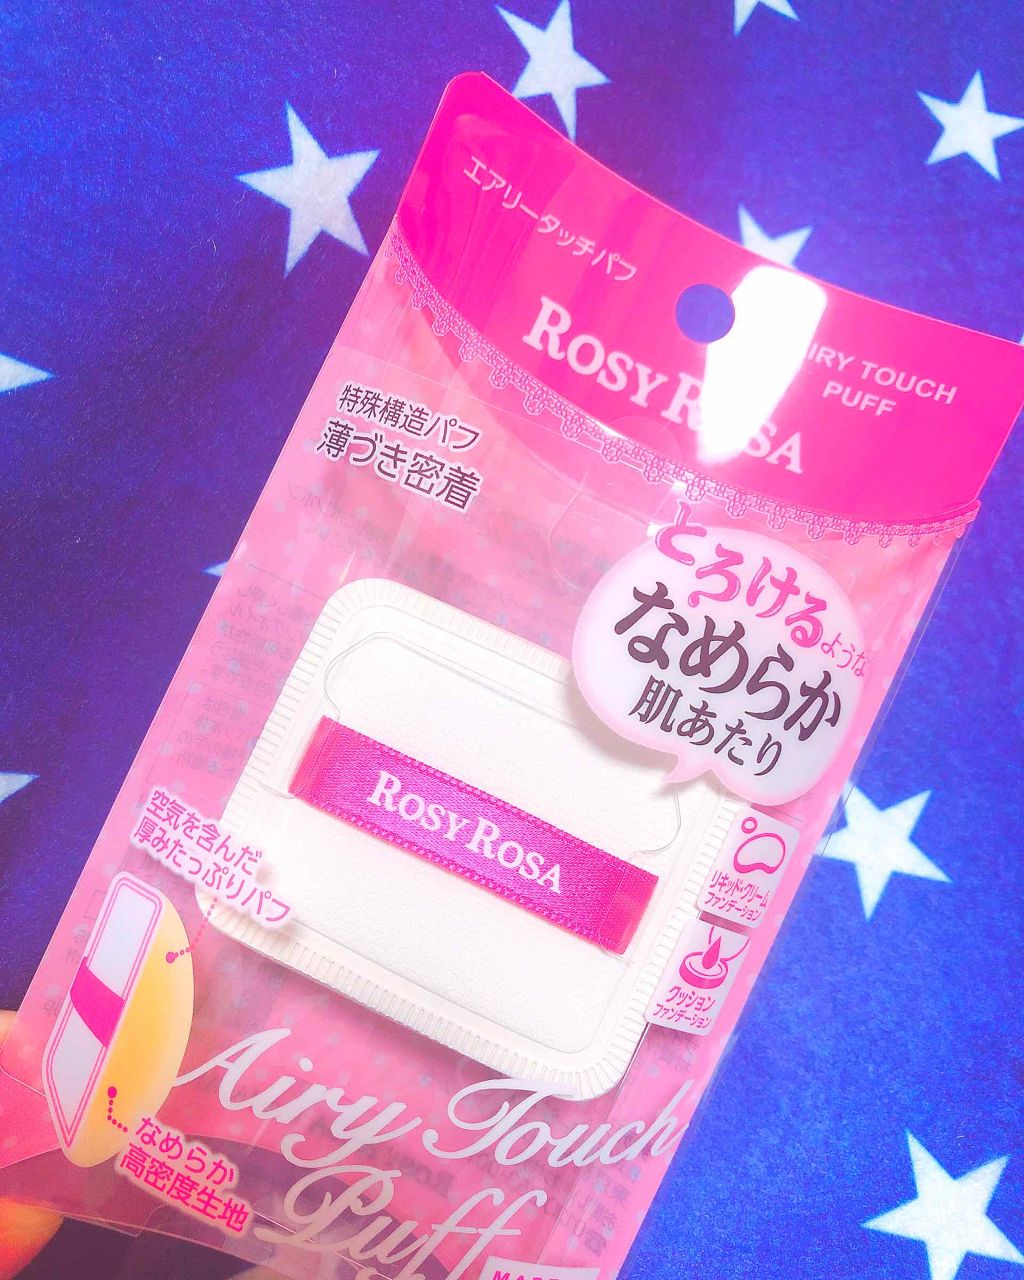 エアリータッチパフ
ROSY ROSA
AIRY TOUCH
PUFF
特殊構造パフ
薄づき密着
とろけるような
なめらか
肌あたり
ROSY ROSA
空気を含んだ
厚みたっぷりパフ
リキッド・クリーム
ファンデーション
クッション
ファンデーション
なめらか
高密度生地
Airy Touch
Puff